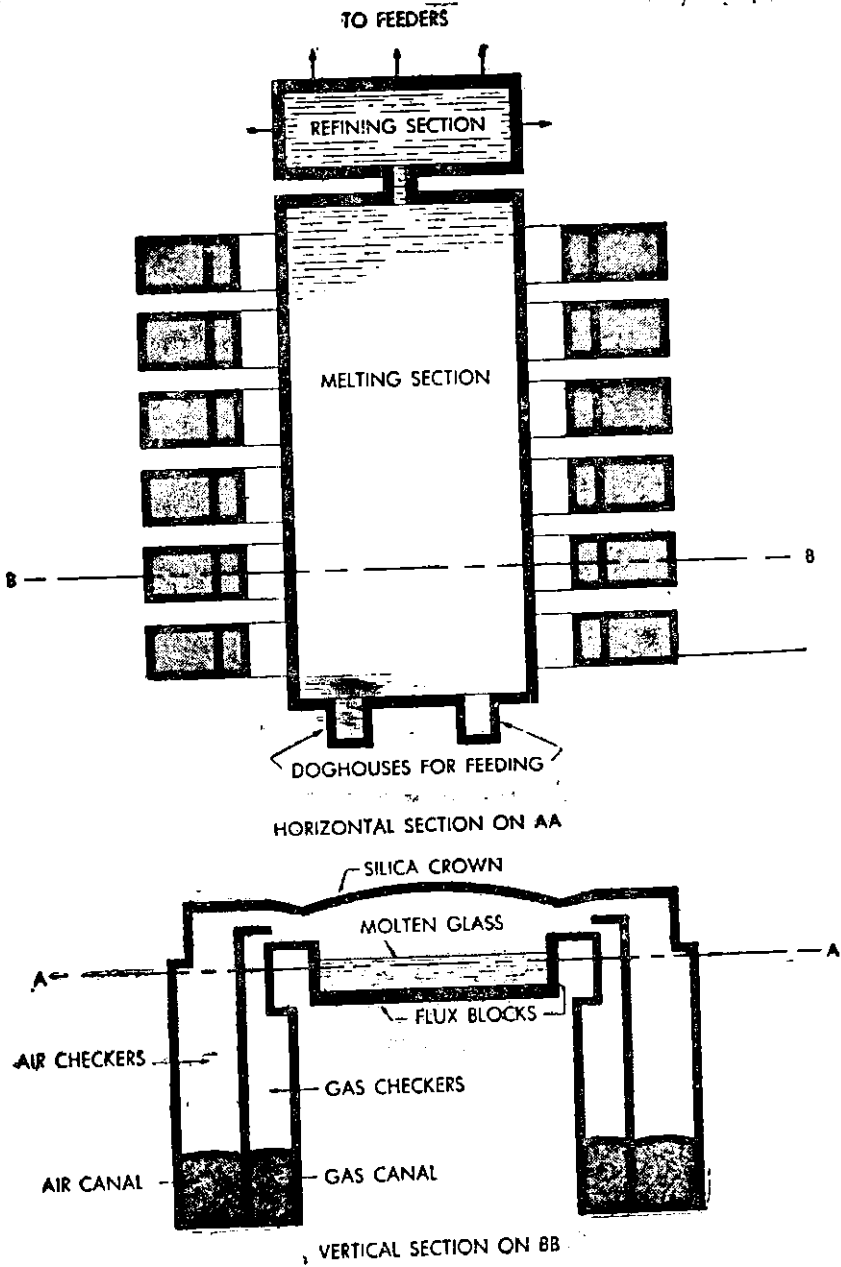 TO FEEDERS
REFINING SECTION
MELTING SECTION
B
B
DOGHOUSES FOR FEEDING
HORIZONTAL SECTION ON AA
SILICA CROWN
MOLTEN GLASS
A
A
FLUX BLOCKS
AIR CHECKERS
GAS CHECKERS
AIR CANAL
GAS CANAL
VERTICAL SECTION ON BB